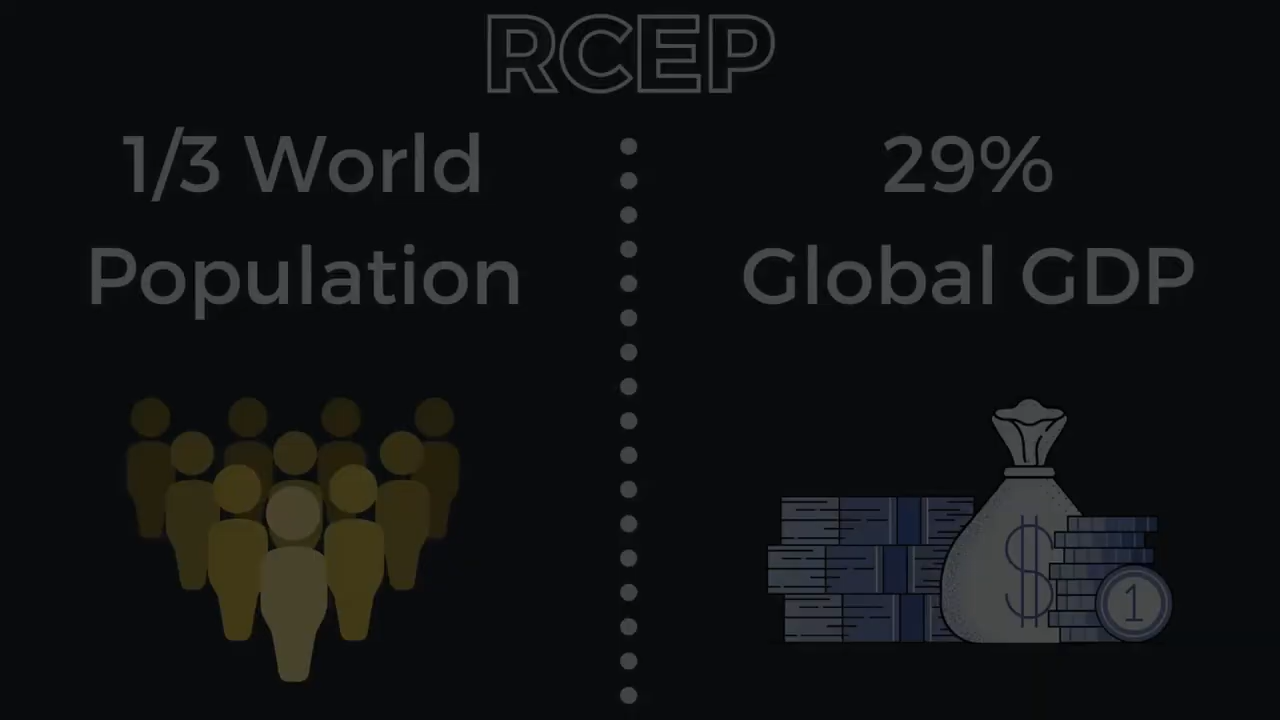 RCEP
1/3 World
Population
29%
Global GDP
$
1